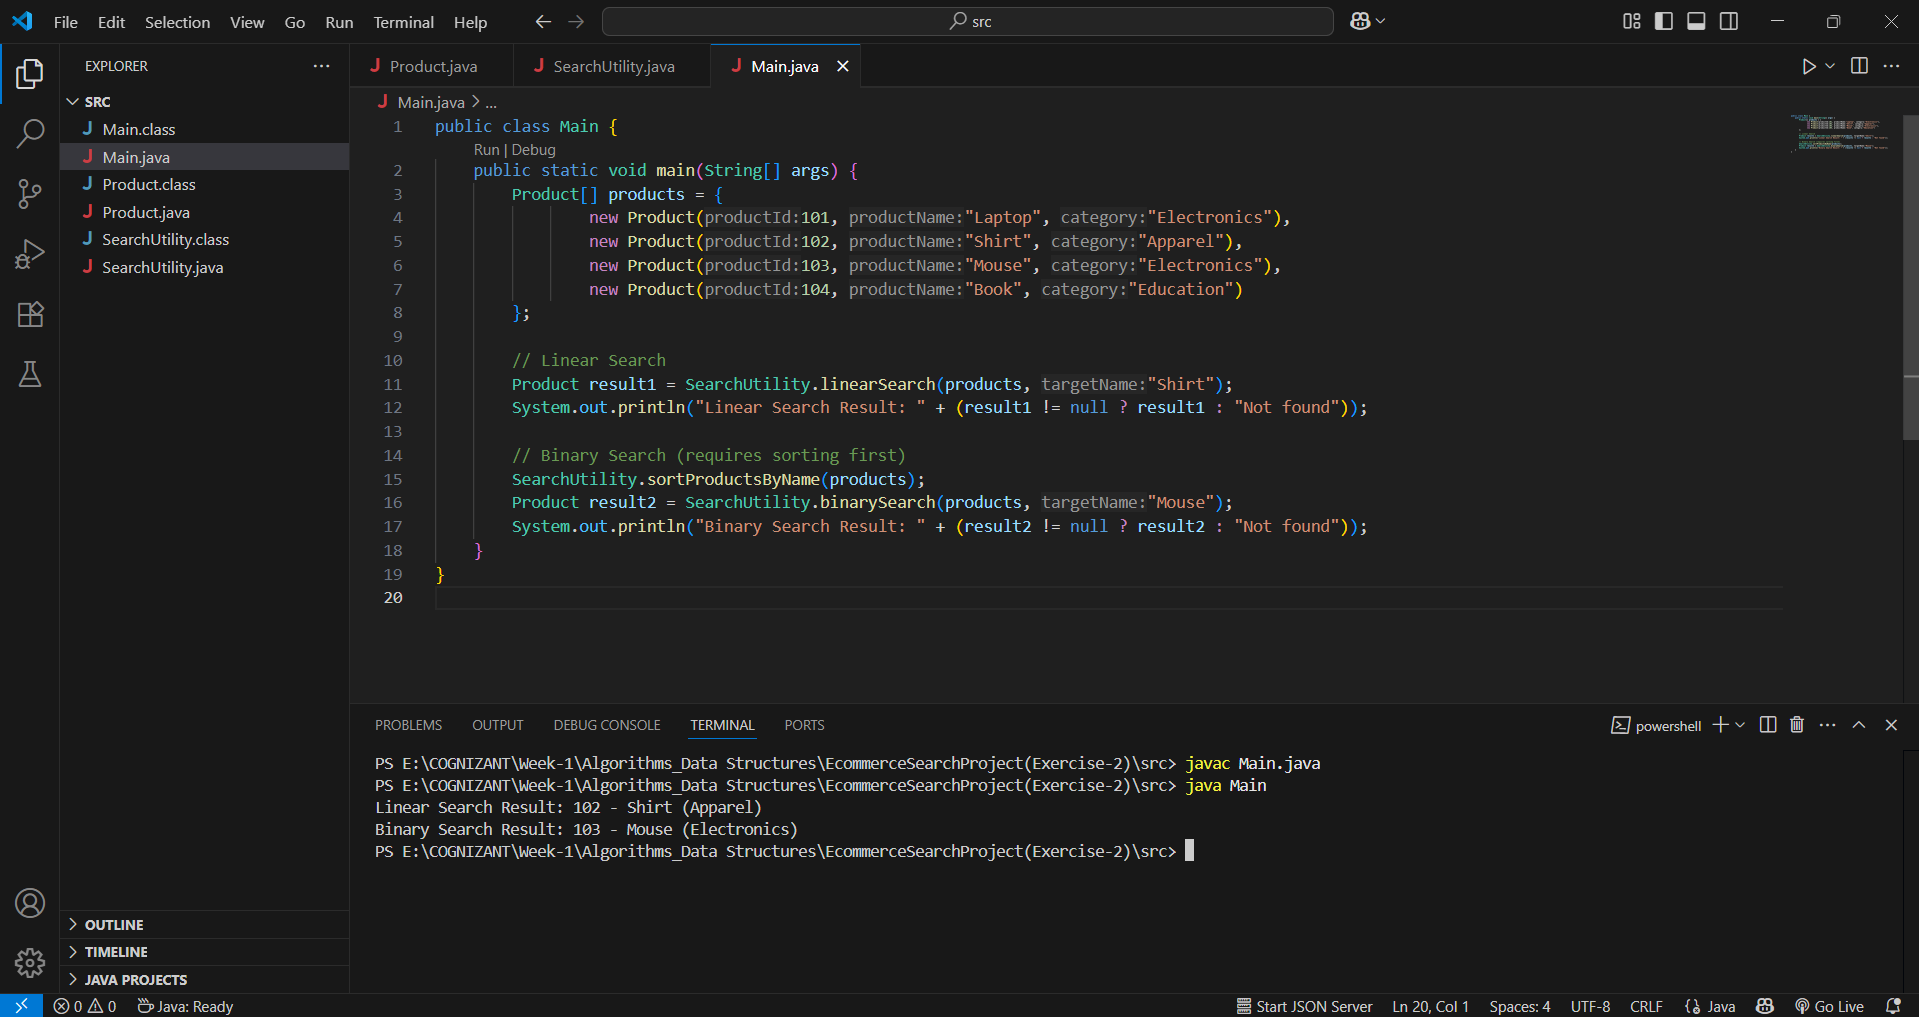 File Edit Selection View Go Run Terminal Help
src
EXPLORER
SRC
Main.class
Main.java
Product.class
Product.java
SearchUtility.class
SearchUtility.java
OUTLINE
TIMELINE
JAVA PROJECTS
Product.java SearchUtility.java Main.java
Main.java > ...
1 public class Main {
Run | Debug
2 public static void main(String[] args) {
3 Product[] products = {
4 new Product(productId:101, productName:"Laptop", category:"Electronics"),
5 new Product(productId:102, productName:"Shirt", category:"Apparel"),
6 new Product(productId:103, productName:"Mouse", category:"Electronics"),
7 new Product(productId:104, productName:"Book", category:"Education")
8 };
9
10 // Linear Search
11 Product result1 = SearchUtility.linearSearch(products, targetName:"Shirt");
12 System.out.println("Linear Search Result: " + (result1 != null ? result1 : "Not found"));
13
14 // Binary Search (requires sorting first)
15 SearchUtility.sortProductsByName(products);
16 Product result2 = SearchUtility.binarySearch(products, targetName:"Mouse");
17 System.out.println("Binary Search Result: " + (result2 != null ? result2 : "Not found"));
18 }
19 }
20
PROBLEMS OUTPUT DEBUG CONSOLE TERMINAL PORTS
powershell
PS E:\COGNIZANT\Week-1\Algorithms_Data Structures\EcommerceSearchProject(Exercise-2)\src> javac Main.java
PS E:\COGNIZANT\Week-1\Algorithms_Data Structures\EcommerceSearchProject(Exercise-2)\src> java Main
Linear Search Result: 102 - Shirt (Apparel)
Binary Search Result: 103 - Mouse (Electronics)
PS E:\COGNIZANT\Week-1\Algorithms_Data Structures\EcommerceSearchProject(Exercise-2)\src>
0 0 Java: Ready Start JSON Server Ln 20, Col 1 Spaces: 4 UTF-8 CRLF Java Go Live